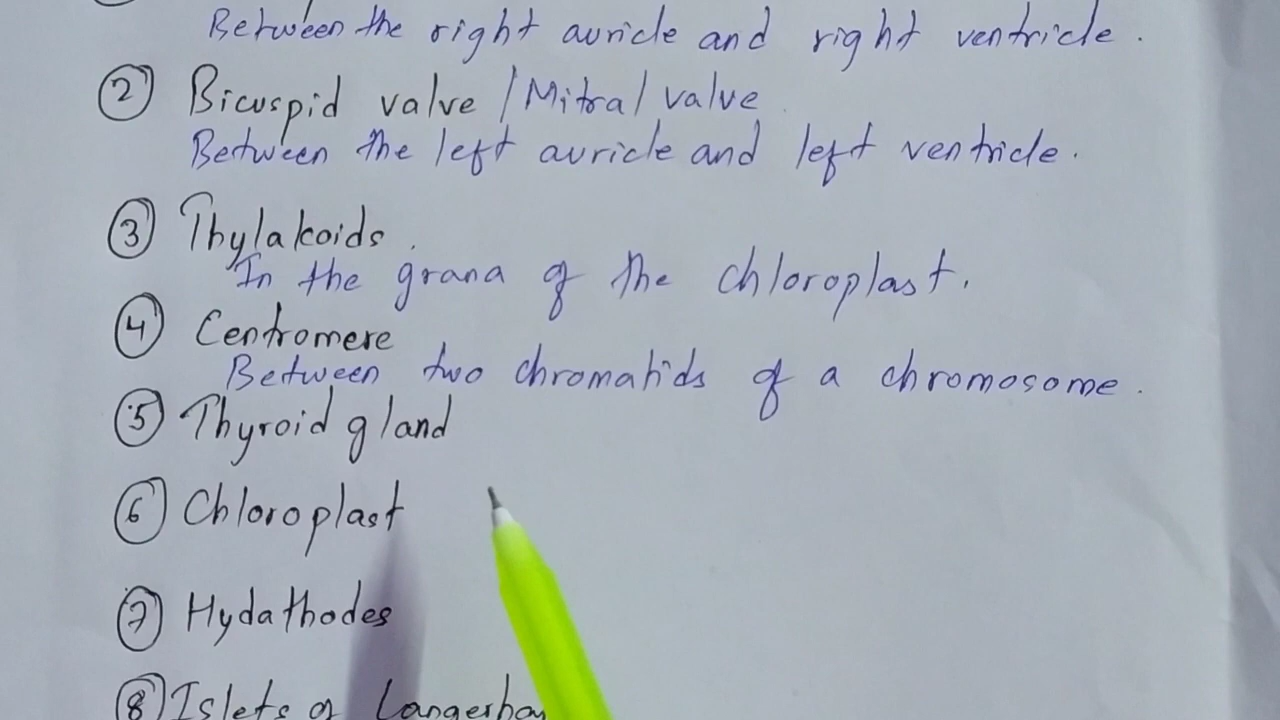 Between the right auricle and right ventricle.
② Bicuspid valve / Mitral valve
Between the left auricle and left ventricle.
③ Thylakoids.
In the grana of the chloroplast.
④ Centromere
Between two chromatids of a chromosome.
⑤ Thyroid gland
⑥ Chloroplast
⑦ Hydathodes
⑧ Islets of